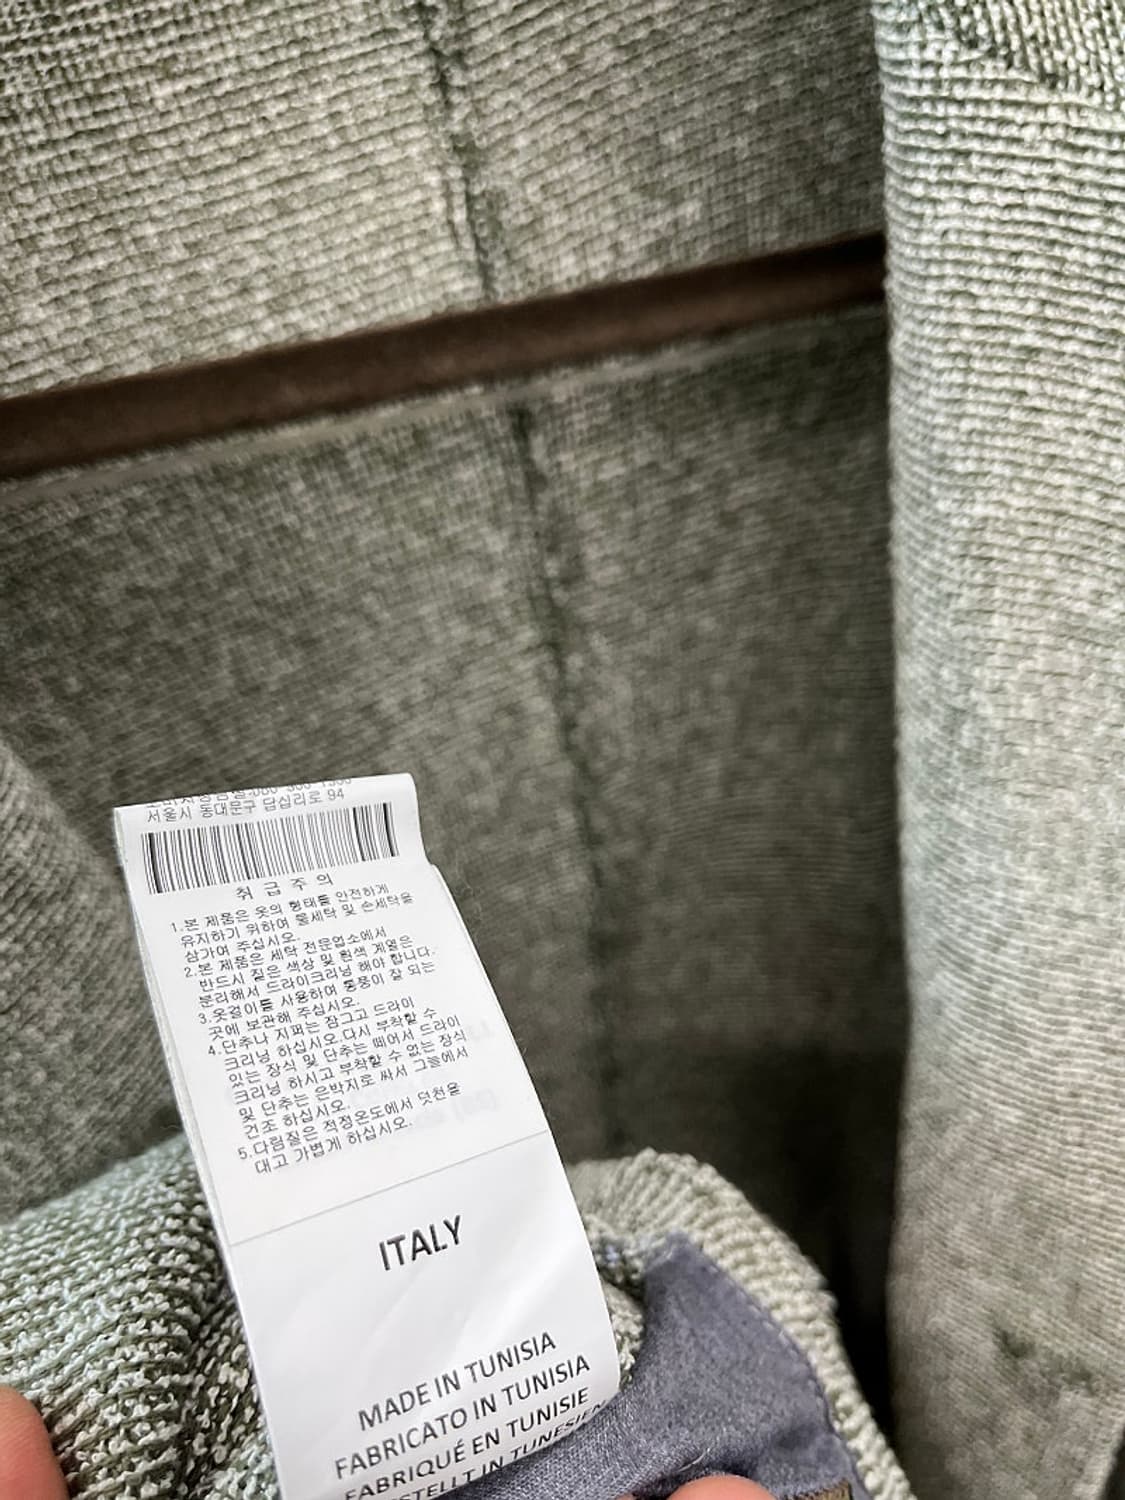 서울시 동대문구 답십리로 94
취 급 주 의
1.본 제품은 옷의 형태를 안전하게
유지하기 위하여 물세탁 및 손세탁을
삼가여 주십시오.
2.본 제품은 세탁 전문업소에서
반드시 짙은 색상 및 흰색 계열은
분리해서 드라이크리닝 해야 합니다.
3.옷걸이를 사용하여 통풍이 잘 되는
곳에 보관해 주십시오.
4.단추나 지퍼는 잠그고 드라이
크리닝 하십시오.다시 부착할 수
있는 장식 및 단추는 떼어서 드라이
크리닝 하시고 부착할 수 없는 장식
및 단추는 은박지로 싸서 그늘에서
건조 하십시오.
5.다림질은 적정온도에서 덧천을
대고 가볍게 하십시오.
ITALY
MADE IN TUNISIA
FABRICATO IN TUNISIA
FABRIQUÉ EN TUNISIE
IN TUNESIEN